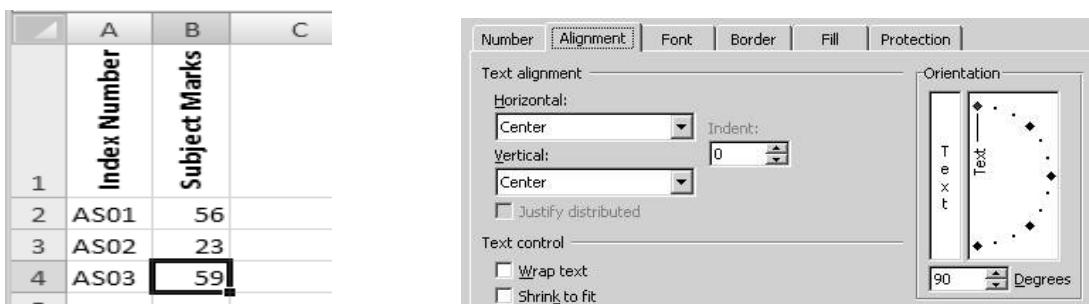 A B C
1 Index Number Subject Marks
2 AS01 56
3 AS02 23
4 AS03 59
Number Alignment Font Border Fill Protection
Text alignment
Horizontal:
Center
Indent:
0
Vertical:
Center
Justify distributed
Text control
Wrap text
Shrink to fit
Orientation
Text
Text
90 Degrees